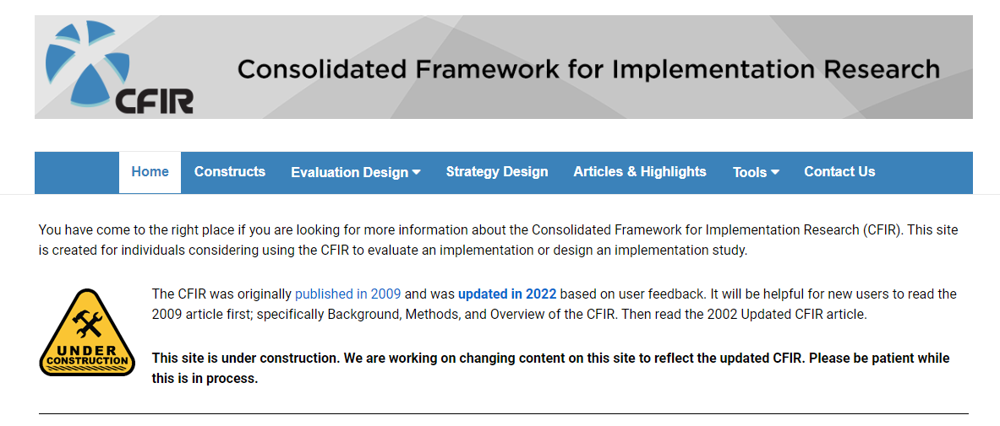 CFIR
Consolidated Framework for Implementation Research
Home Constructs Evaluation Design Strategy Design Articles & Highlights Tools Contact Us
You have come to the right place if you are looking for more information about the Consolidated Framework for Implementation Research (CFIR). This site
is created for individuals considering using the CFIR to evaluate an implementation or design an implementation study.
The CFIR was originally published in 2009 and was updated in 2022 based on user feedback. It will be helpful for new users to read the
2009 article first; specifically Background, Methods, and Overview of the CFIR. Then read the 2002 Updated CFIR article.
UNDER
CONSTRUCTION
This site is under construction. We are working on changing content on this site to reflect the updated CFIR. Please be patient while
this is in process.